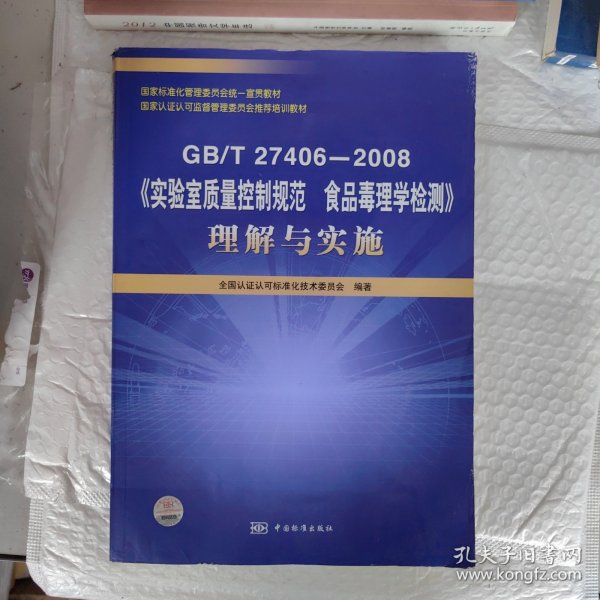 国家标准化管理委员会统一宣贯教材
国家认证认可监督管理委员会推荐培训教材
GB/T 27406—2008
《实验室质量控制规范 食品毒理学检测》
理解与实施
全国认证认可标准化技术委员会 编著
中国标准出版社
孔夫子旧书网
www.kongfz.com